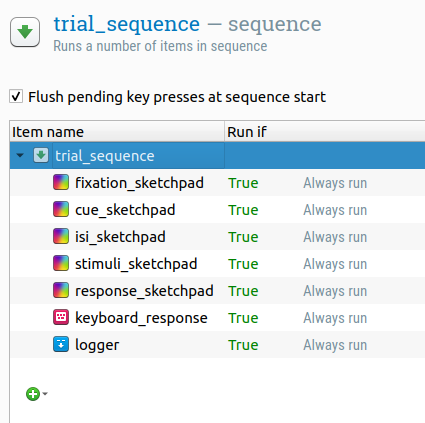 trial_sequence — sequence
Runs a number of items in sequence
Flush pending key presses at sequence start
Item name Run if
trial_sequence
fixation_sketchpad True Always run
cue_sketchpad True Always run
isi_sketchpad True Always run
stimuli_sketchpad True Always run
response_sketchpad True Always run
keyboard_response True Always run
logger True Always run